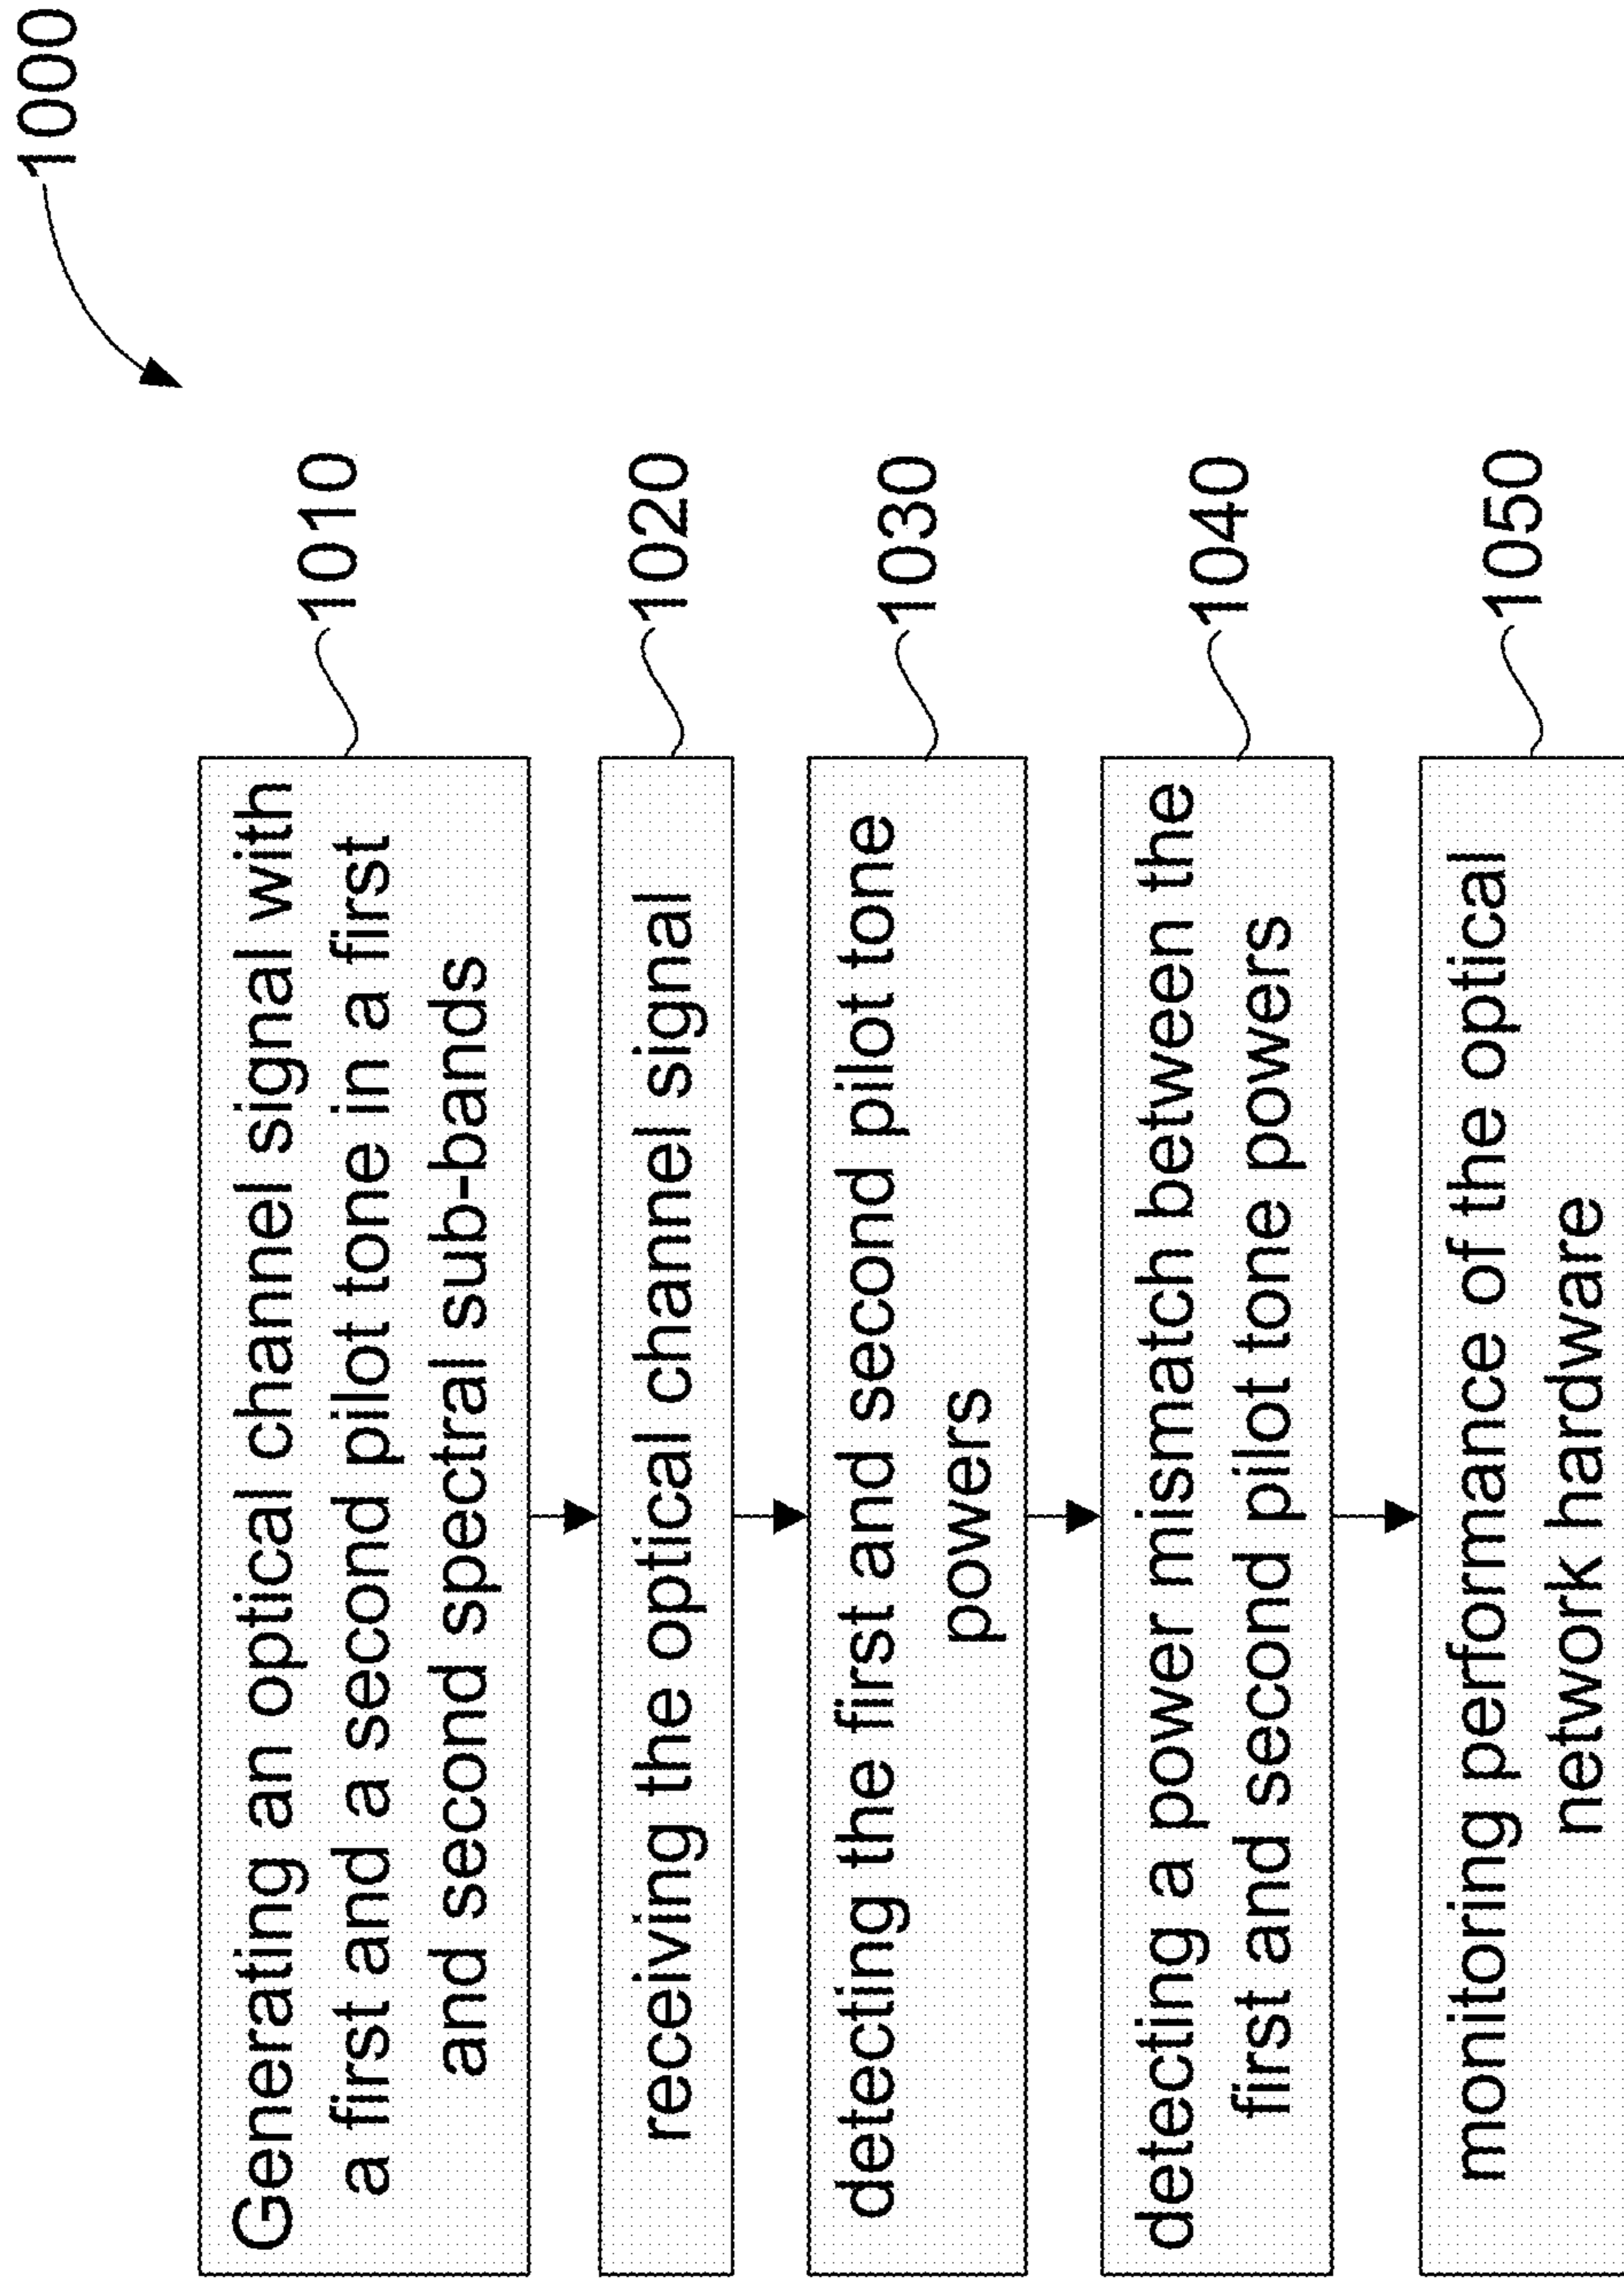 1000
Generating an optical channel signal with
a first and a second pilot tone in a first
and second spectral sub-bands
1010
receiving the optical channel signal
1020
detecting the first and second pilot tone
powers
1030
detecting a power mismatch between the
first and second pilot tone powers
1040
monitoring performance of the optical
network hardware
1050